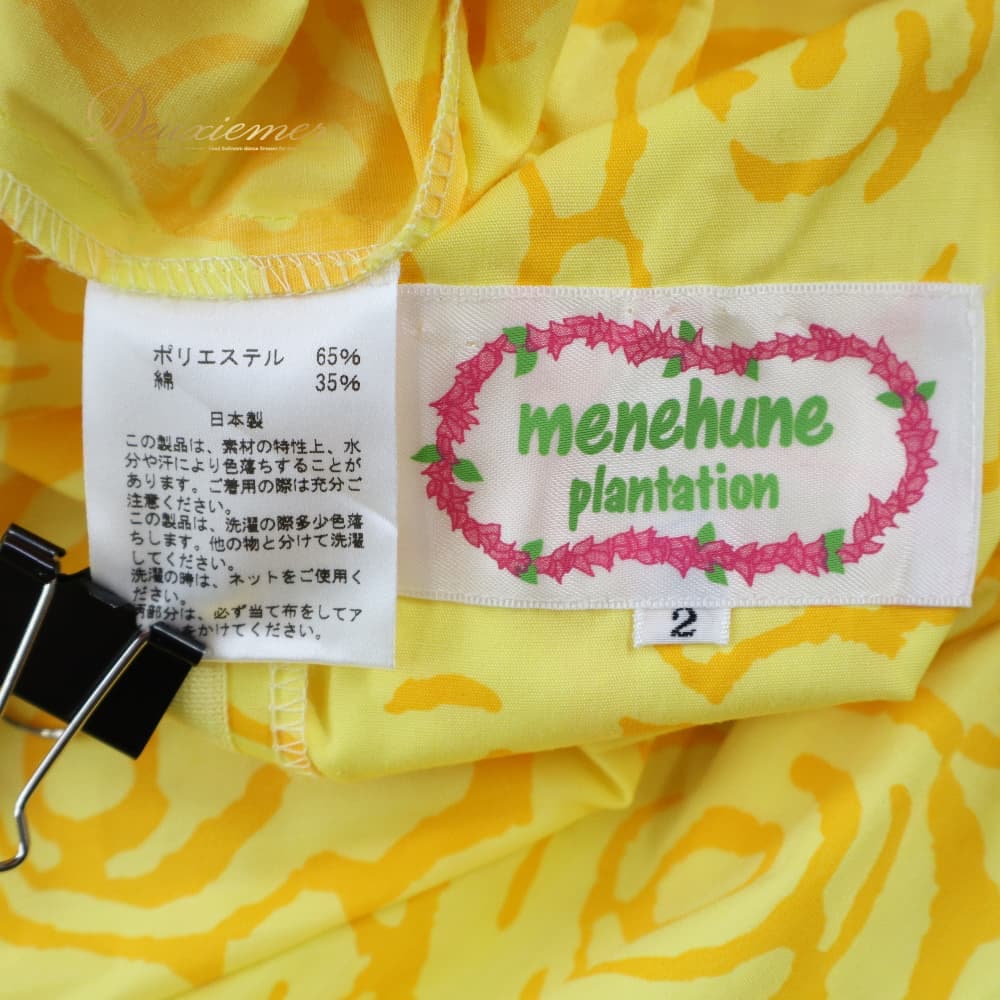 Deuxieme
ポリエステル 65%
綿 35%
日本製
この製品は、素材の特性上、水
分や汗により色落ちすることが
あります。ご着用の際は充分ご
注意ください。
この製品は、洗濯の際多少色落
ちします。他の物と分けて洗濯
してください。
洗濯の時は、ネットをご使用く
ださい。
柄部分は、必ず当て布をしてア
をかけてください。
menehune
plantation
2